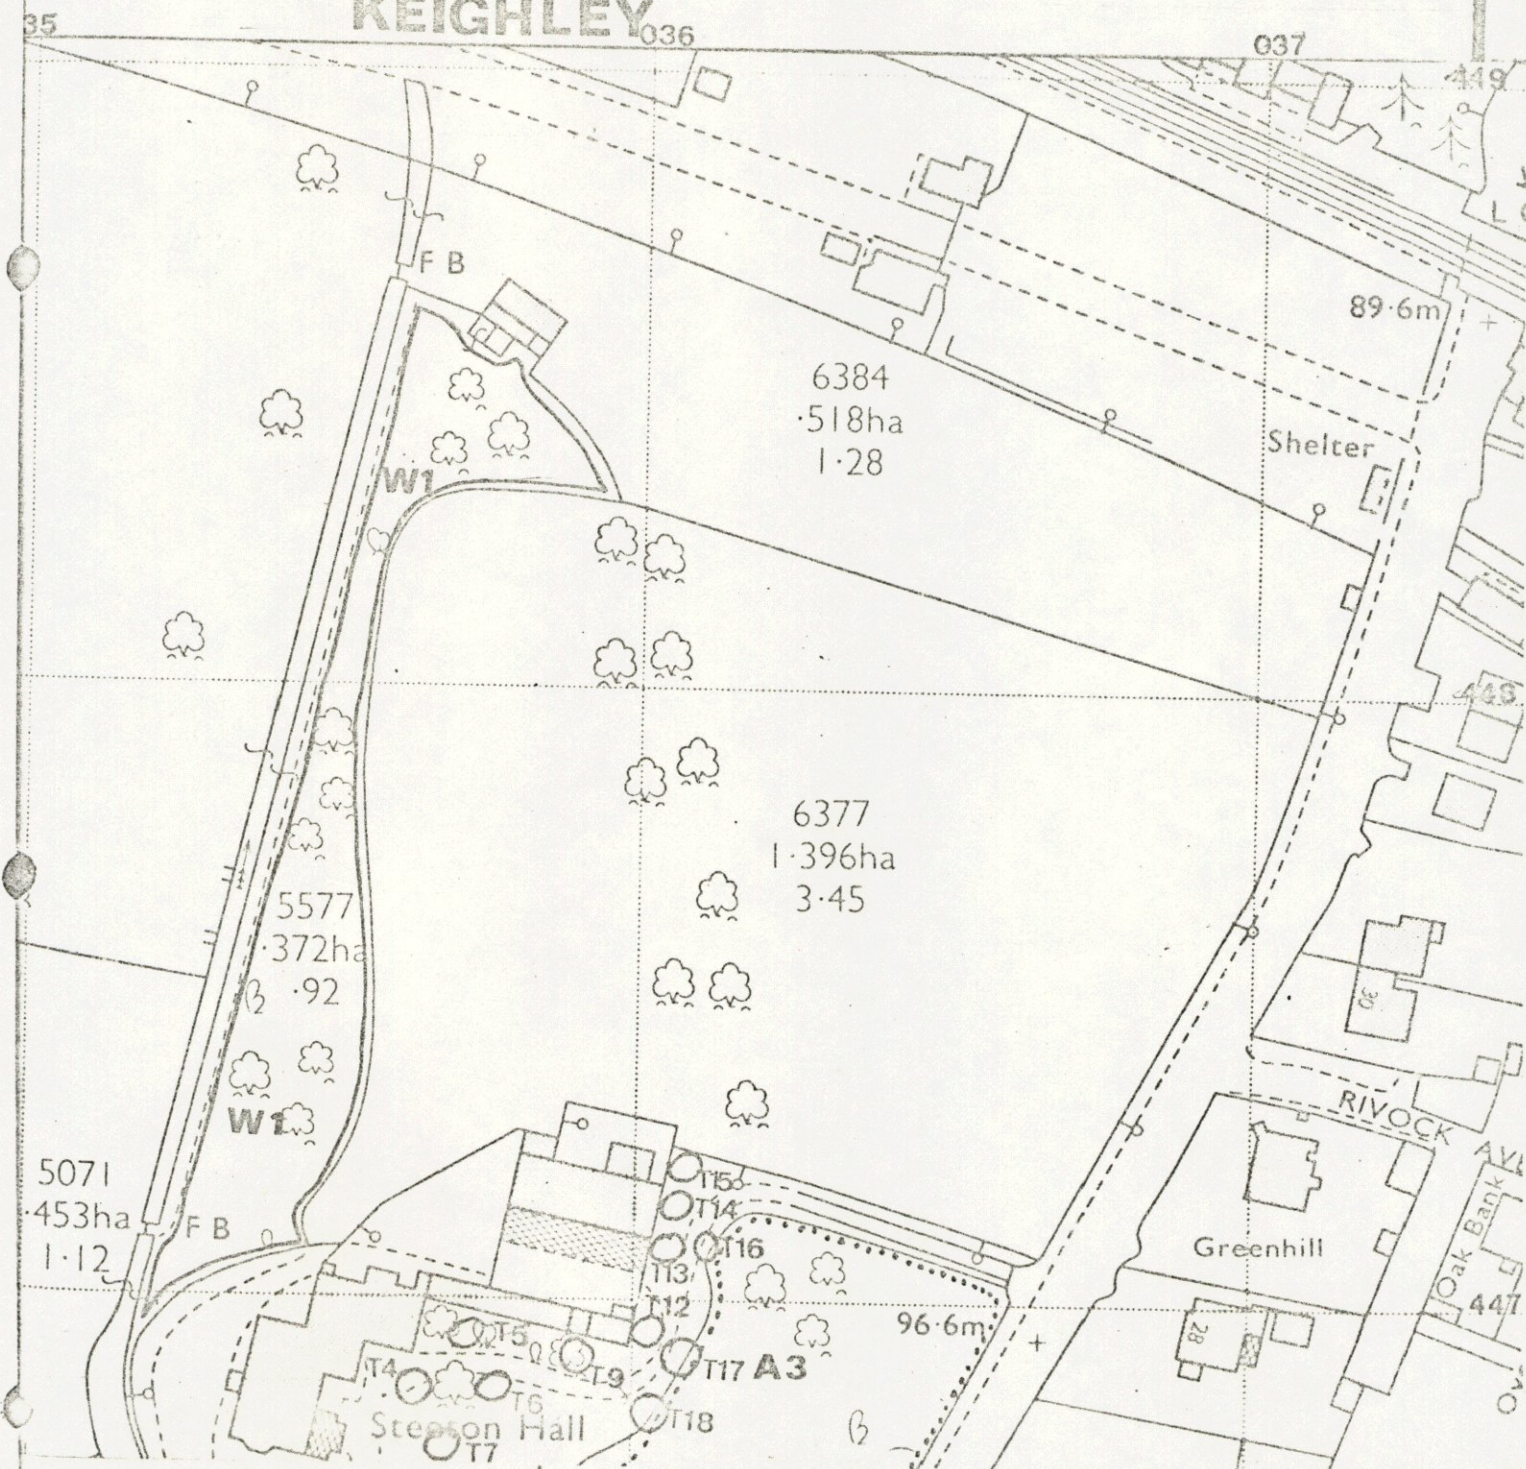 KEIGHLEY
35
036
037
449
F B
89·6m
6384
·518ha
1·28
Shelter
W1
448
6377
1·396ha
3·45
5577
·372ha
·92
30
RIVOCK
W1
5071
·453ha
1·12
F B
T15
T14
T16
T13
T12
Greenhill
Oak Bank
447
96·6m
28
T5
T9
T4
T6
T17 A3
T18
Steeton Hall
T7